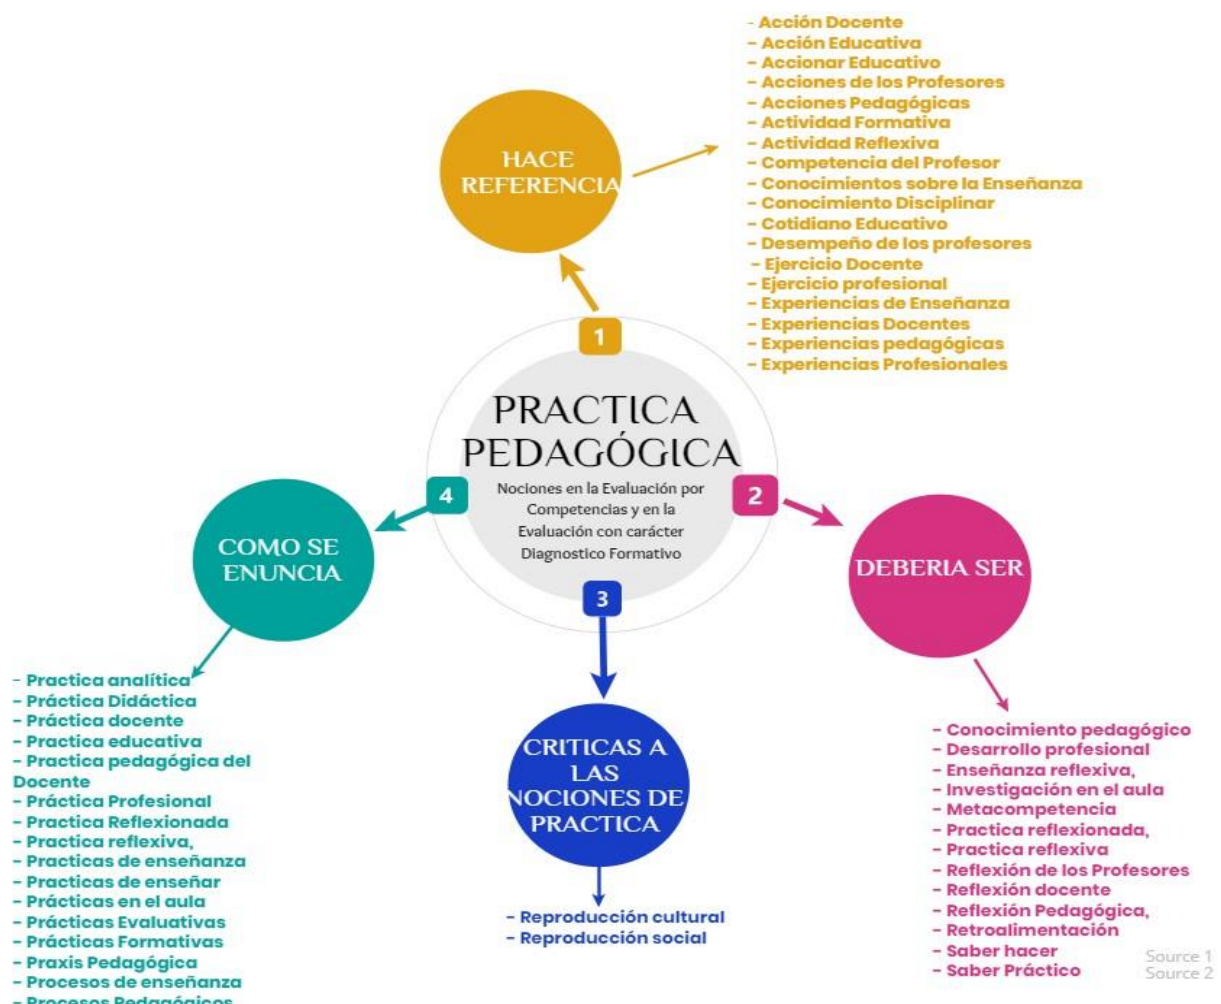 PRACTICA
PEDAGÓGICA
Nociones en la Evaluación por
Competencias y en la
Evaluación con carácter
Diagnostico Formativo
1
HACE
REFERENCIA
- Acción Docente
- Acción Educativa
- Accionar Educativo
- Acciones de los Profesores
- Acciones Pedagógicas
- Actividad Formativa
- Actividad Reflexiva
- Competencia del Profesor
- Conocimientos sobre la Enseñanza
- Conocimiento Disciplinar
- Cotidiano Educativo
- Desempeño de los profesores
- Ejercicio Docente
- Ejercicio profesional
- Experiencias de Enseñanza
- Experiencias Docentes
- Experiencias pedagógicas
- Experiencias Profesionales
2
DEBERIA SER
- Conocimiento pedagógico
- Desarrollo profesional
- Enseñanza reflexiva,
- Investigación en el aula
- Metacompetencia
- Practica reflexionada,
- Practica reflexiva
- Reflexión de los Profesores
- Reflexión docente
- Reflexión Pedagógica,
- Retroalimentación
- Saber hacer
- Saber Práctico
3
CRITICAS A
LAS
NOCIONES DE
PRACTICA
- Reproducción cultural
- Reproducción social
4
COMO SE
ENUNCIA
- Practica analítica
- Práctica Didáctica
- Práctica docente
- Practica educativa
- Practica pedagógica del
Docente
- Práctica Profesional
- Practica Reflexionada
- Practica reflexiva,
- Practicas de enseñanza
- Practicas de enseñar
- Prácticas en el aula
- Prácticas Evaluativas
- Prácticas Formativas
- Praxis Pedagógica
- Procesos de enseñanza
- Procesos Pedagógicos
Source 1
Source 2